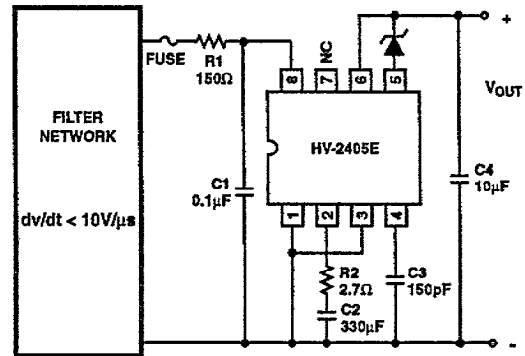 FILTER
NETWORK
dv/dt < 10V/µs
FUSE
R1
150Ω
C1
0.1µF
8
NC
7
6
5
HV-2405E
1
2
3
4
R2
2.7Ω
C2
330µF
C3
150pF
C4
10µF
+
VOUT
-